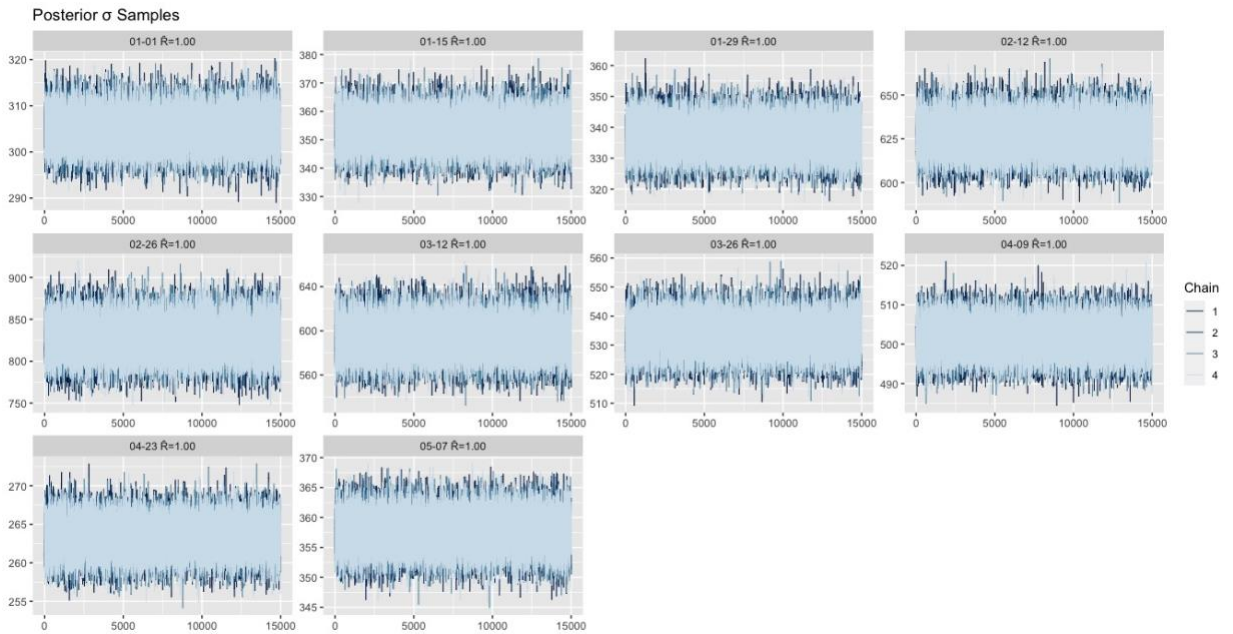 Posterior σ Samples
01-01 R̂=1.00
01-15 R̂=1.00
01-29 R̂=1.00
02-12 R̂=1.00
320
310
300
290
380
370
360
350
340
330
360
350
340
330
320
650
625
600
0 5000 10000 15000
0 5000 10000 15000
0 5000 10000 15000
0 5000 10000 15000
02-26 R̂=1.00
03-12 R̂=1.00
03-26 R̂=1.00
04-09 R̂=1.00
900
850
800
750
640
600
560
560
550
540
530
520
510
520
510
500
490
0 5000 10000 15000
0 5000 10000 15000
0 5000 10000 15000
0 5000 10000 15000
04-23 R̂=1.00
05-07 R̂=1.00
270
265
260
255
370
365
360
355
350
345
0 5000 10000 15000
0 5000 10000 15000
Chain
1
2
3
4